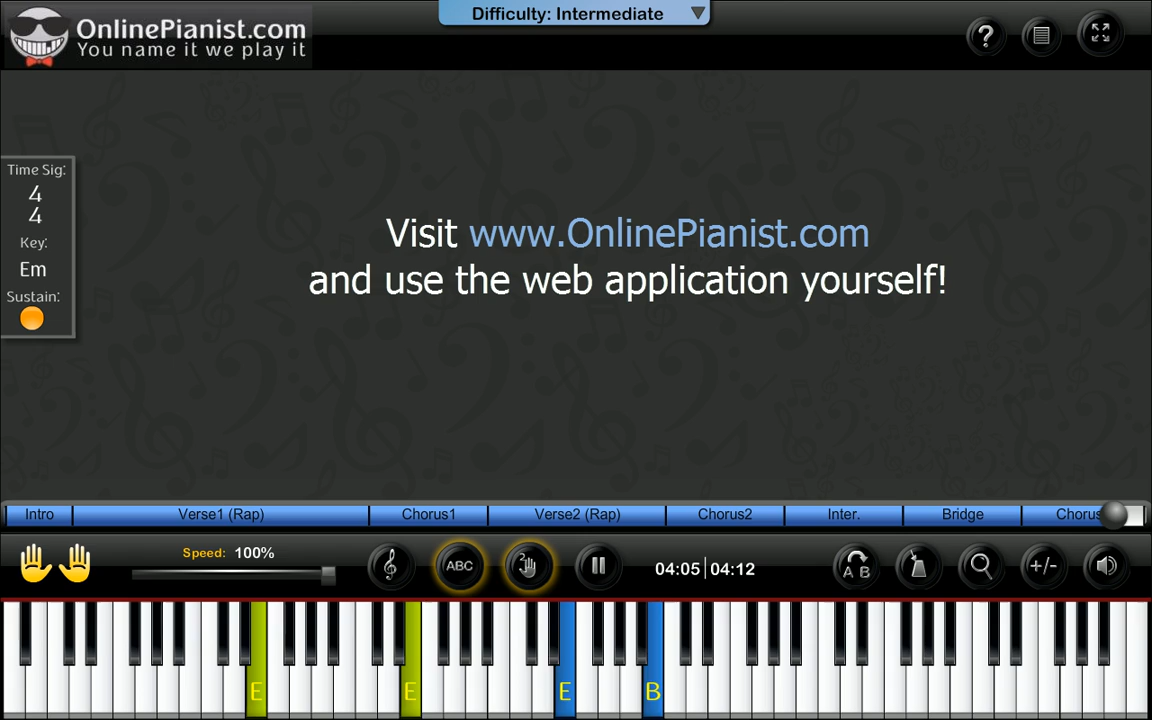 OnlinePianist.com
You name it we play it
Difficulty: Intermediate
?
Time Sig:
4
4
Key:
Em
Sustain:
Visit www.OnlinePianist.com
and use the web application yourself!
Intro
Verse1 (Rap)
Chorus1
Verse2 (Rap)
Chorus2
Inter.
Bridge
Chorus
Speed: 100%
ABC
2
04:05|04:12
A B
+/-
E
E
E
B